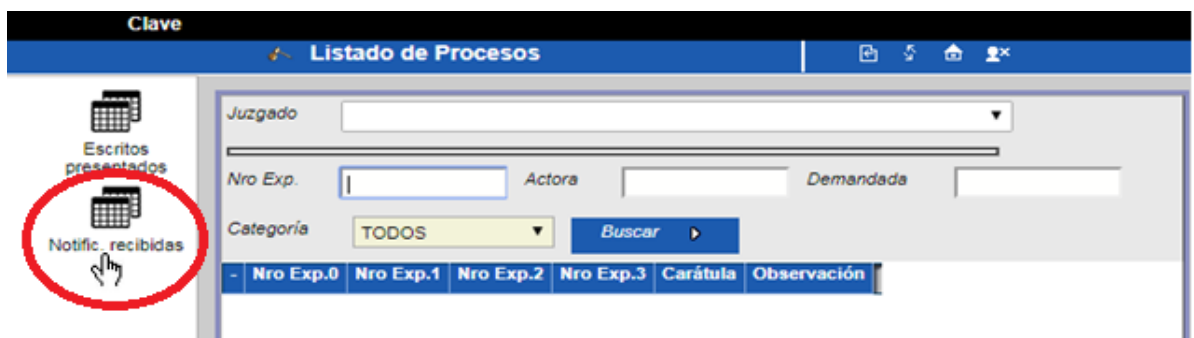 Clave
Listado de Procesos
Escritos
presentados
Notific. recibidas
Juzgado
Nro Exp. Actora Demandada
Categoría TODOS Buscar
- Nro Exp.0 Nro Exp.1 Nro Exp.2 Nro Exp.3 Carátula Observación